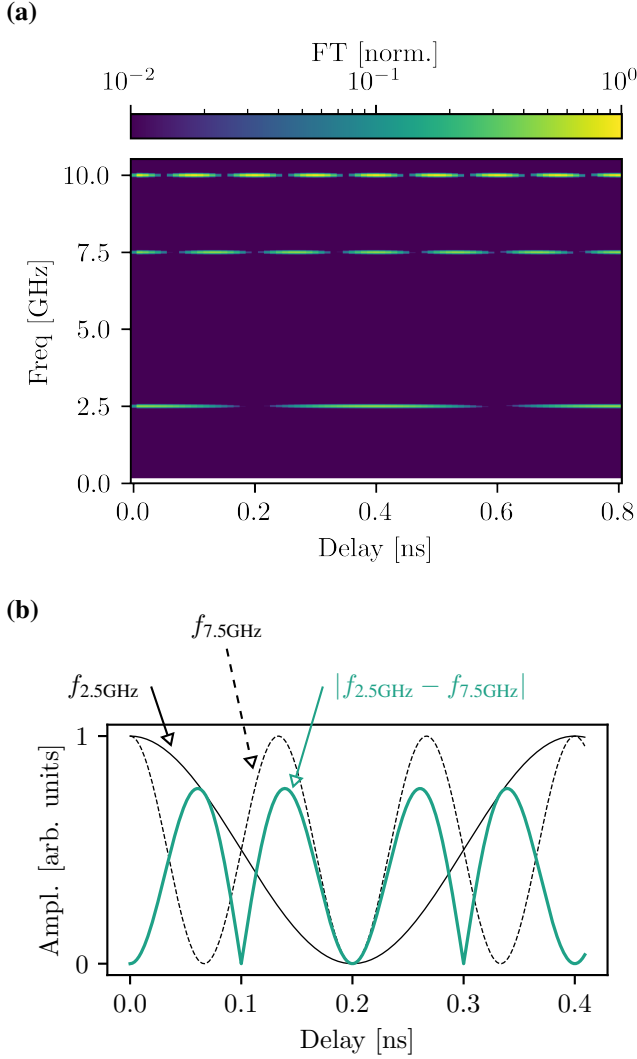 (a)
FT [norm.]
10⁻² 10⁻¹ 10⁰
10.0
7.5
5.0
2.5
0.0
Freq [GHz]
0.0 0.2 0.4 0.6 0.8
Delay [ns]
(b)
f7.5GHz
f2.5GHz
|f2.5GHz − f7.5GHz|
1
0
Ampl. [arb. units]
0.0 0.1 0.2 0.3 0.4
Delay [ns]